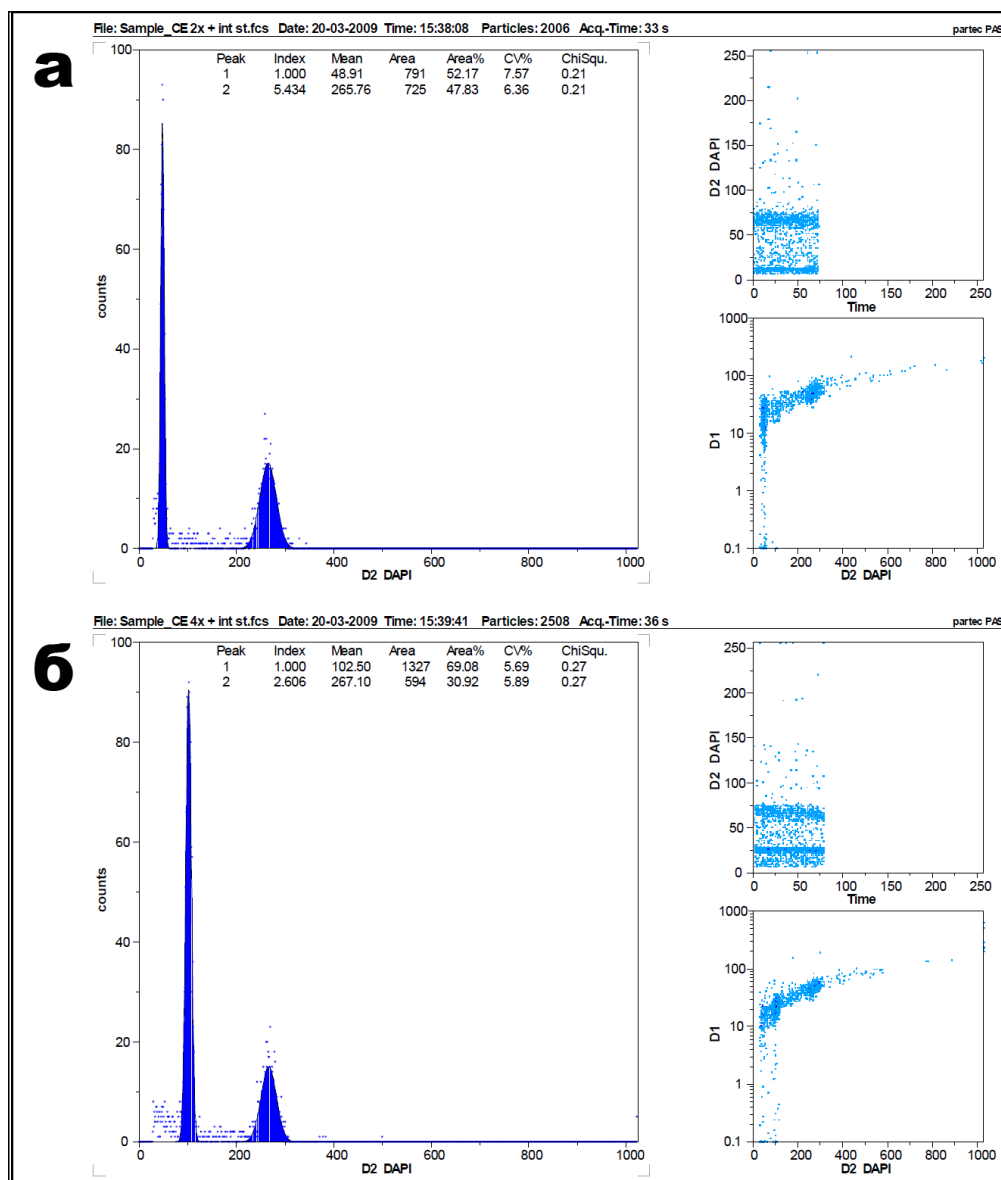 File: Sample_CE 2x + int st.fcs Date: 20-03-2009 Time: 15:38:08 Particles: 2006 Acq.-Time: 33 s partec PAS
а
Peak Index Mean Area Area% CV% ChiSqu.
1 1.000 48.91 791 52.17 7.57 0.21
2 5.434 265.76 725 47.83 6.36 0.21
100
80
60
40
20
0
counts
0 200 400 600 800 1000
D2 DAPI
250
200
150
100
50
0
D2 DAPI
0 50 100 150 200 250
Time
1000
100
10
1
0.1
D1
0 200 400 600 800 1000
D2 DAPI
File: Sample_CE 4x + int st.fcs Date: 20-03-2009 Time: 15:39:41 Particles: 2508 Acq.-Time: 36 s partec PAS
б
Peak Index Mean Area Area% CV% ChiSqu.
1 1.000 102.50 1327 69.08 5.69 0.27
2 2.606 267.10 594 30.92 5.89 0.27
100
80
60
40
20
0
counts
0 200 400 600 800 1000
D2 DAPI
250
200
150
100
50
0
D2 DAPI
0 50 100 150 200 250
Time
1000
100
10
1
0.1
D1
0 200 400 600 800 1000
D2 DAPI